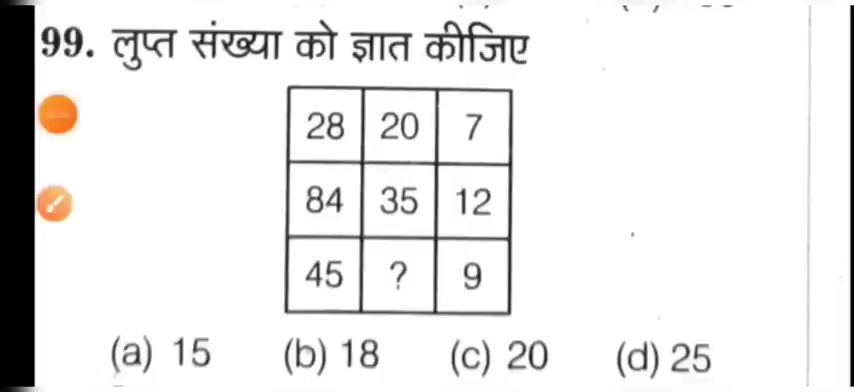 99. लुप्त संख्या को ज्ञात कीजिए
28 20 7
84 35 12
45 ? 9
(a) 15 (b) 18 (c) 20 (d) 25